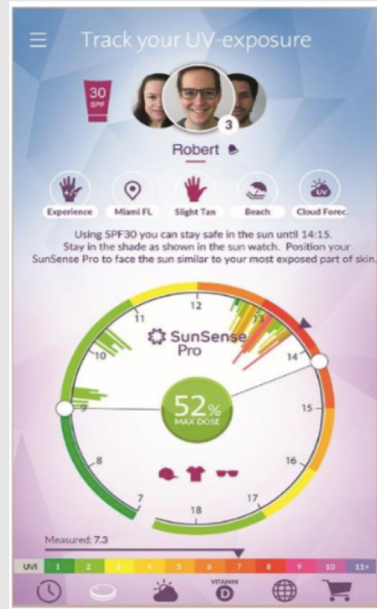 Track your UV-exposure
30
SPF
3
Robert
Experience
Miami FL
Slight Tan
Beach
Cloud Forec.
Using SPF30 you can stay safe in the sun until 14:15.
Stay in the shade as shown in the sun watch. Position your
SunSense Pro to face the sun similar to your most exposed part of skin.
12
11
13
10
SunSense
Pro
14
9
52%
MAX DOSE
15
8
16
7
17
18
Measured: 7.3
UVI 1 2 3 4 5 6 7 8 9 10 11+
VITAMIN
D